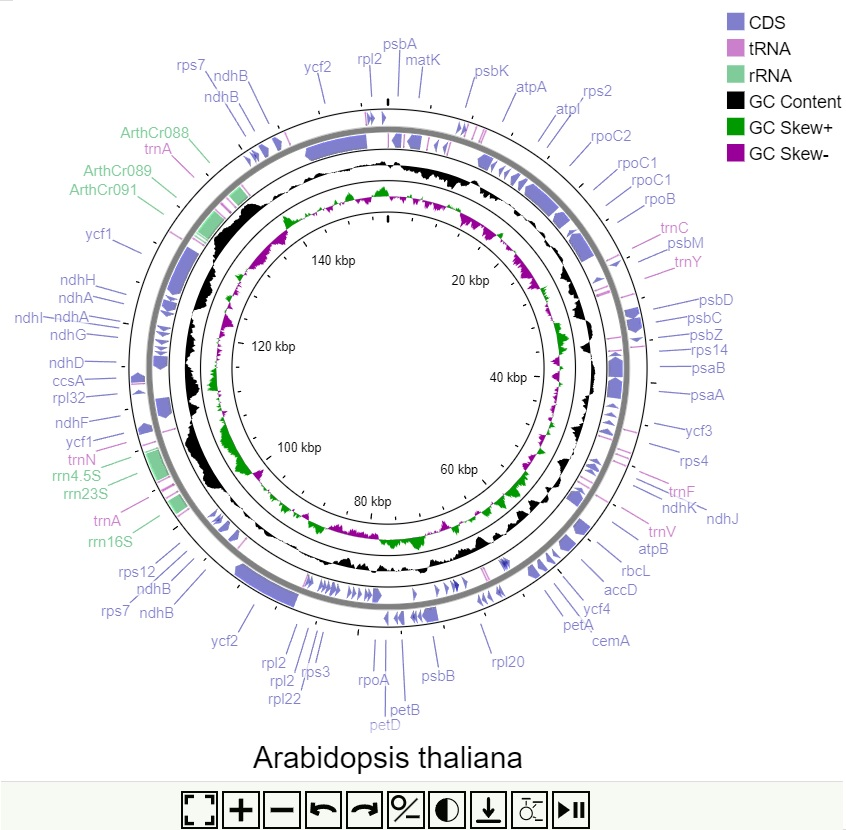 CDS
tRNA
rRNA
GC Content
GC Skew+
GC Skew-
psbA
rpl2
matK
ycf2
psbK
rps7
ndhB
ndhB
atpA
rps2
atpI
rpoC2
ArthCr088
trnA
ArthCr089
ArthCr091
rpoC1
rpoC1
rpoB
ycf1
trnC
psbM
trnY
140 kbp
20 kbp
ndhH
ndhA
ndhI
ndhA
ndhG
psbD
psbC
psbZ
rps14
120 kbp
ndhD
ccsA
rpl32
psaB
40 kbp
psaA
ndhF
ycf1
ycf3
100 kbp
trnN
rrn4.5S
rrn23S
rps4
60 kbp
80 kbp
trnF
ndhK
ndhJ
trnA
rrn16S
trnV
atpB
rps12
ndhB
rps7
ndhB
rbcL
accD
ycf4
petA
cemA
ycf2
rpl2
rpl2
rps3
rpl22
rpoA
psbB
rpl20
petB
petD
Arabidopsis thaliana